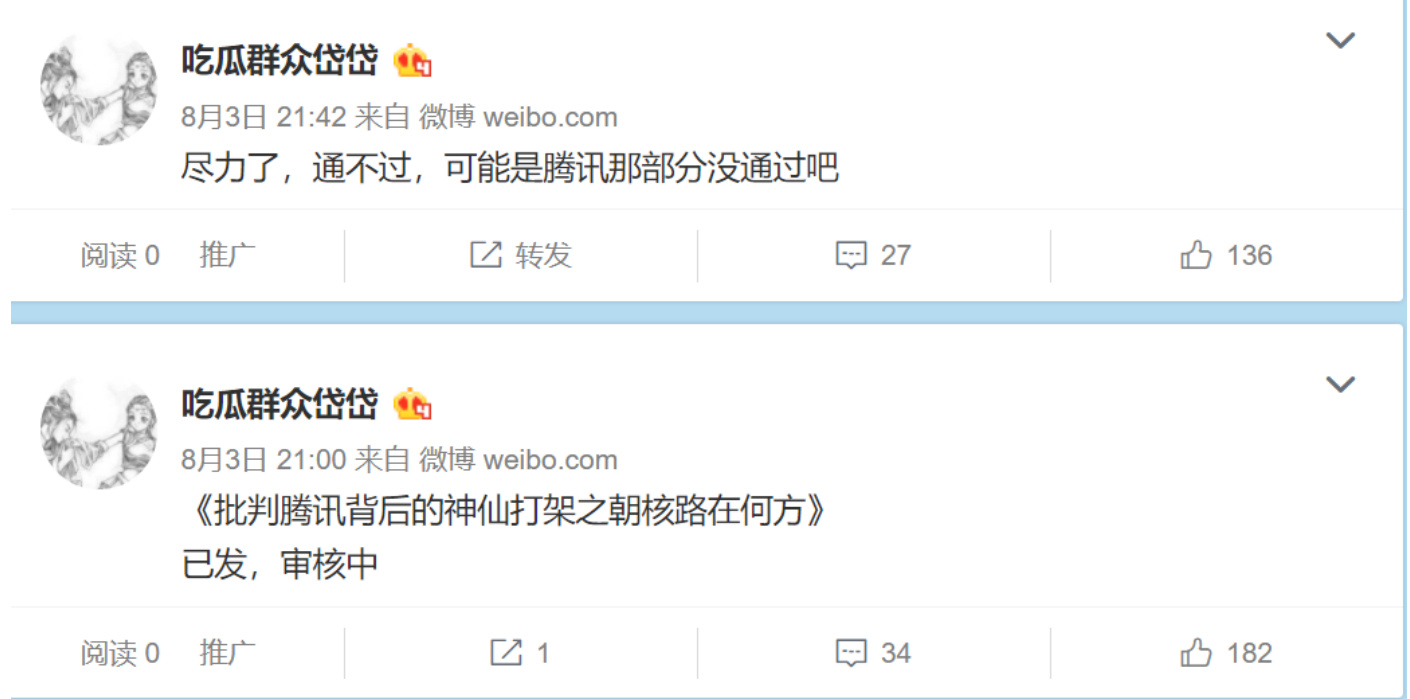 吃瓜群众岱岱
8月3日 21:42 来自 微博 weibo.com
尽力了，通不过，可能是腾讯那部分没通过吧
阅读 0 推广 转发 27 136
吃瓜群众岱岱
8月3日 21:00 来自 微博 weibo.com
《批判腾讯背后的神仙打架之朝核路在何方》
已发，审核中
阅读 0 推广 1 34 182